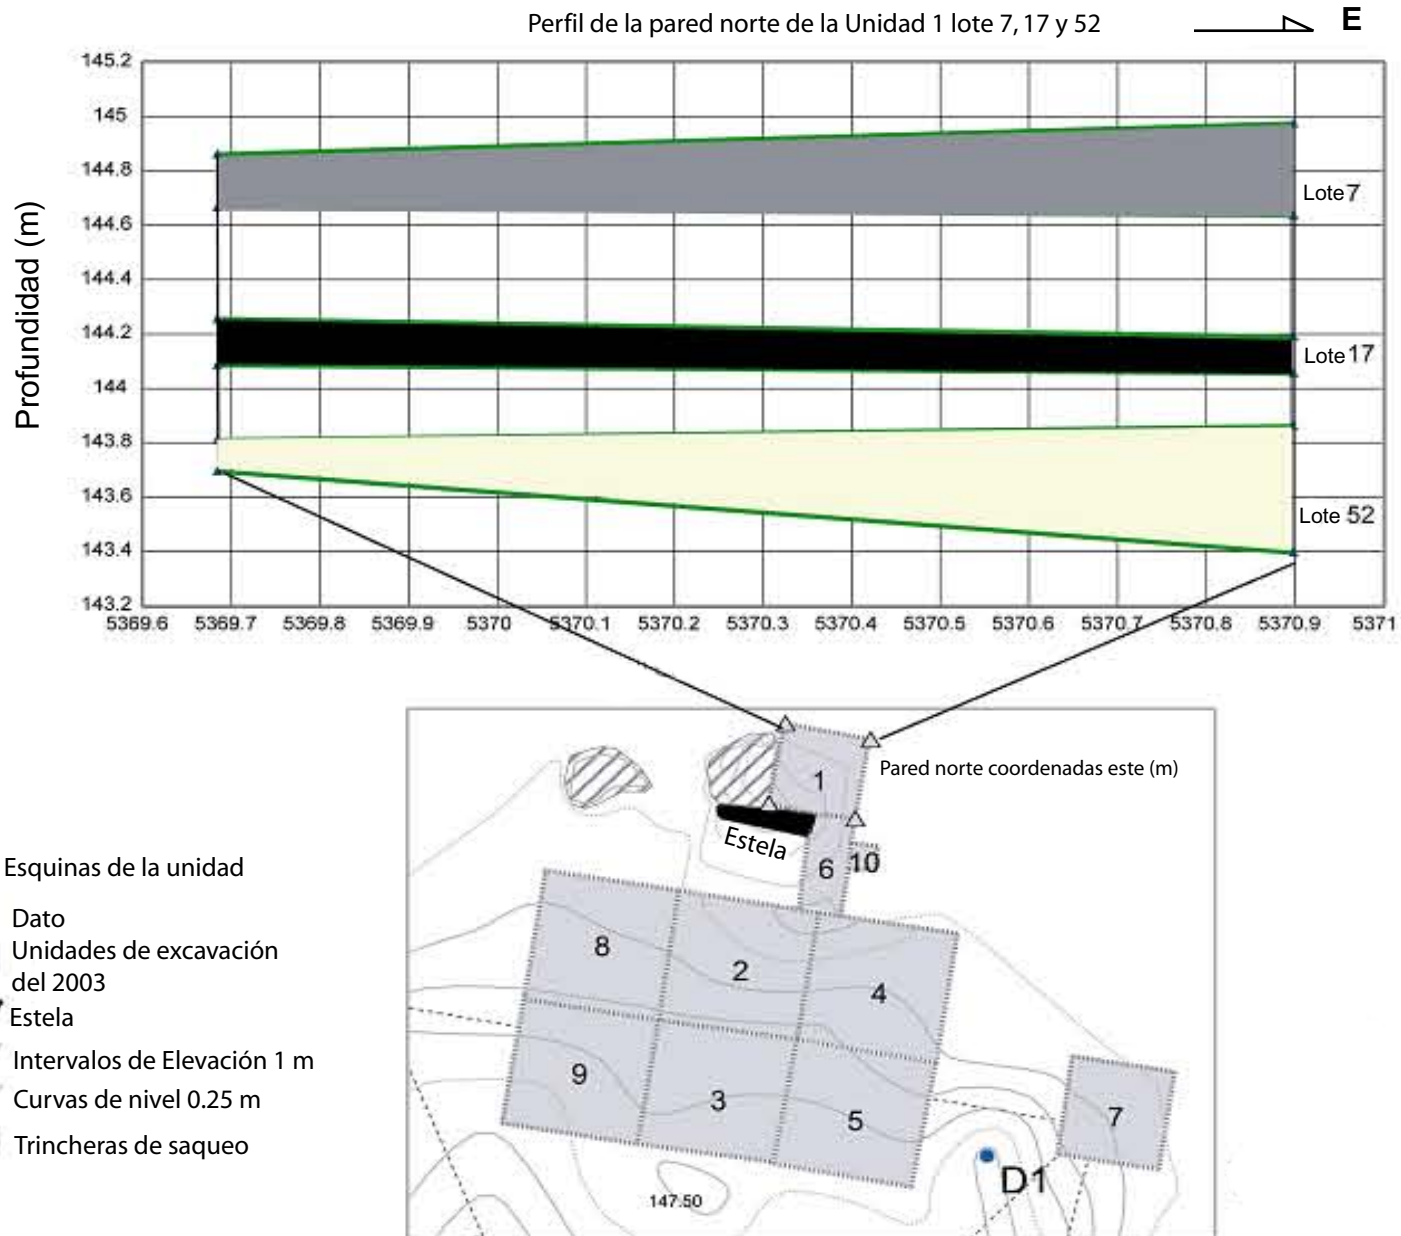 Perfil de la pared norte de la Unidad 1 lote 7, 17 y 52
E
Profundidad (m)
145.2
145
144.8
144.6
144.4
144.2
144
143.8
143.6
143.4
143.2
Lote 7
Lote 17
Lote 52
5369.6 5369.7 5369.8 5369.9 5370 5370.1 5370.2 5370.3 5370.4 5370.5 5370.6 5370.7 5370.8 5370.9 5371
Pared norte coordenadas este (m)
1
Estela
6
10
8
2
4
9
3
5
7
D1
147.50
Esquinas de la unidad
Dato
Unidades de excavación
del 2003
Estela
Intervalos de Elevación 1 m
Curvas de nivel 0.25 m
Trincheras de saqueo